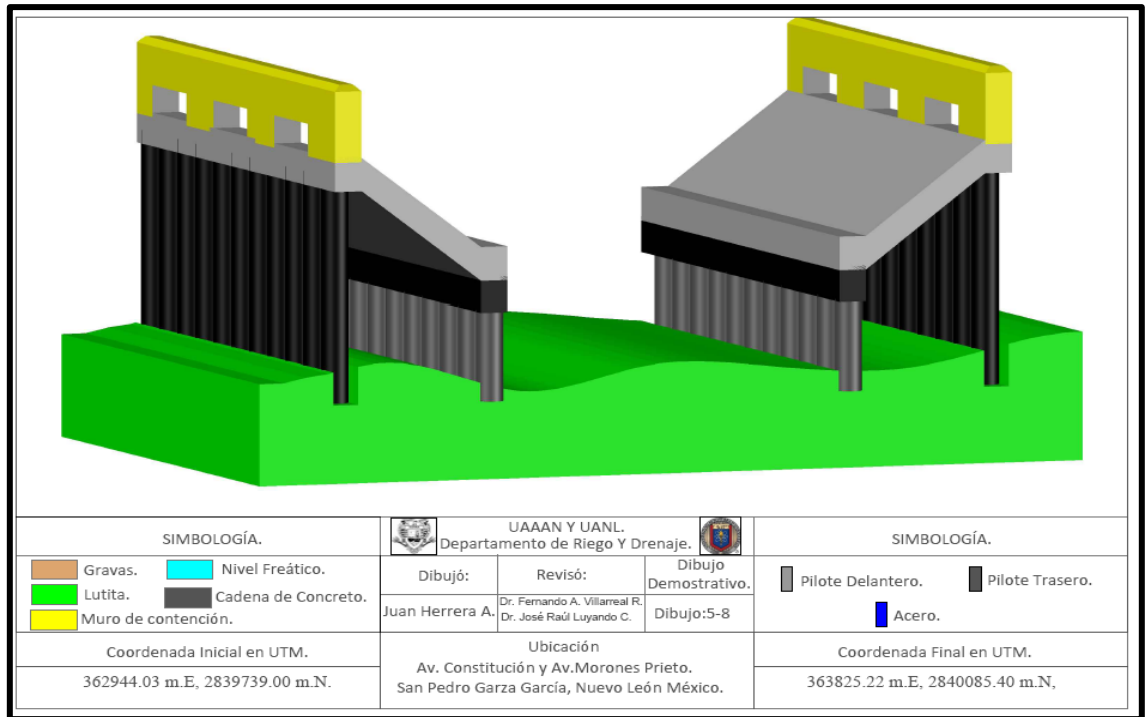 SIMBOLOGÍA.
Gravas.
Nivel Freático.
Lutita.
Cadena de Concreto.
Muro de contención.
Coordenada Inicial en UTM.
362944.03 m.E, 2839739.00 m.N.
UAAAN Y UANL.
Departamento de Riego Y Drenaje.
Dibujó:
Revisó:
Dibujo
Demostrativo.
Juan Herrera A.
Dr. Fernando A. Villarreal R.
Dr. José Raúl Luyando C.
Dibujo:5-8
Ubicación
Av. Constitución y Av.Morones Prieto.
San Pedro Garza García, Nuevo León México.
SIMBOLOGÍA.
Pilote Delantero.
Pilote Trasero.
Acero.
Coordenada Final en UTM.
363825.22 m.E, 2840085.40 m.N,